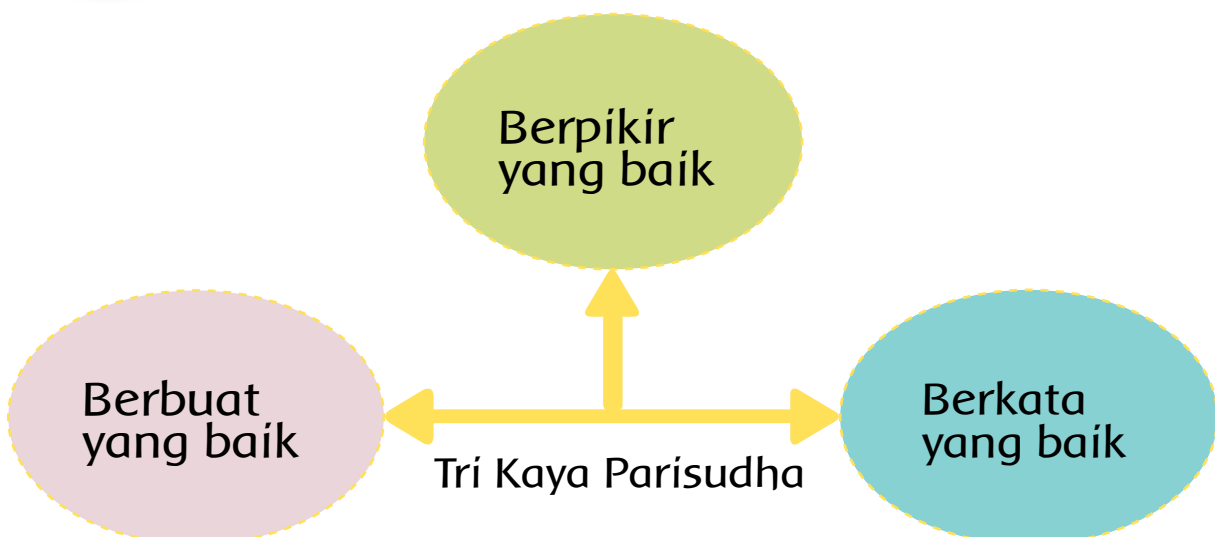 Berpikir
yang baik
Berbuat
yang baik
Berkata
yang baik
Tri Kaya Parisudha